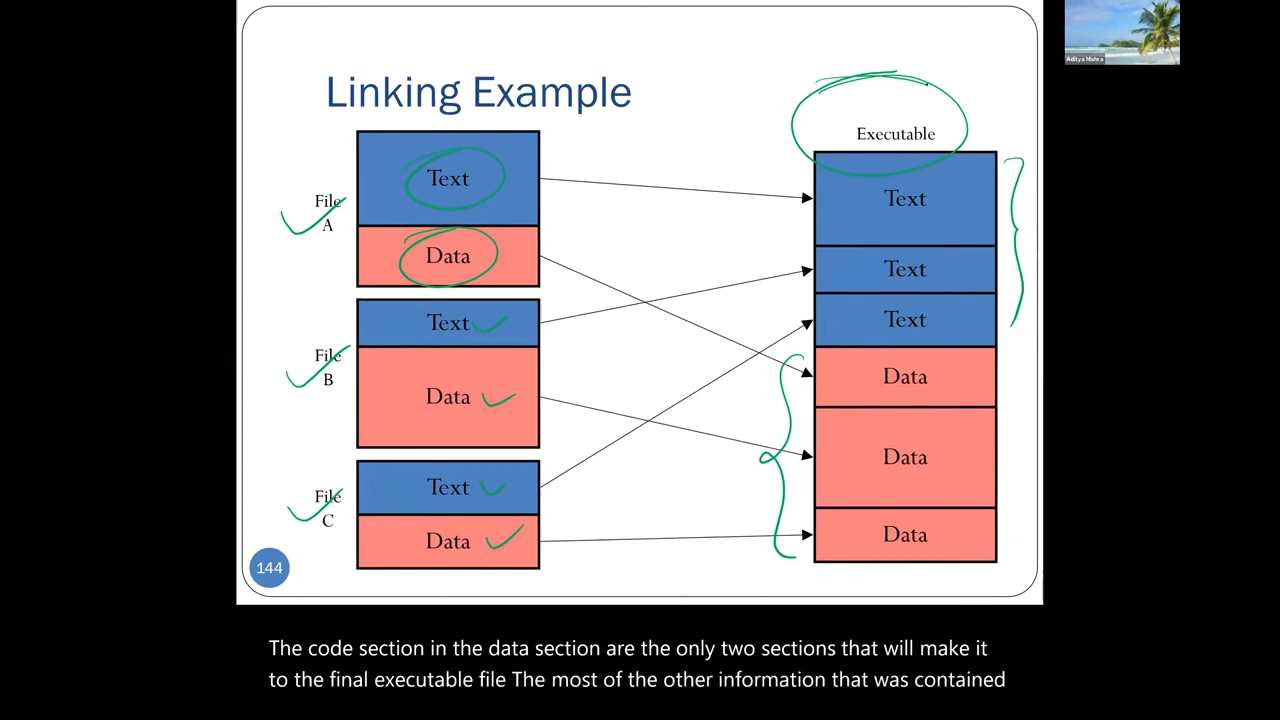 Aditya Mishra
Linking Example
Executable
File
A
Text
Data
File
B
Text
Data
File
C
Text
Data
Text
Text
Text
Data
Data
Data
144
The code section in the data section are the only two sections that will make it
to the final executable file The most of the other information that was contained